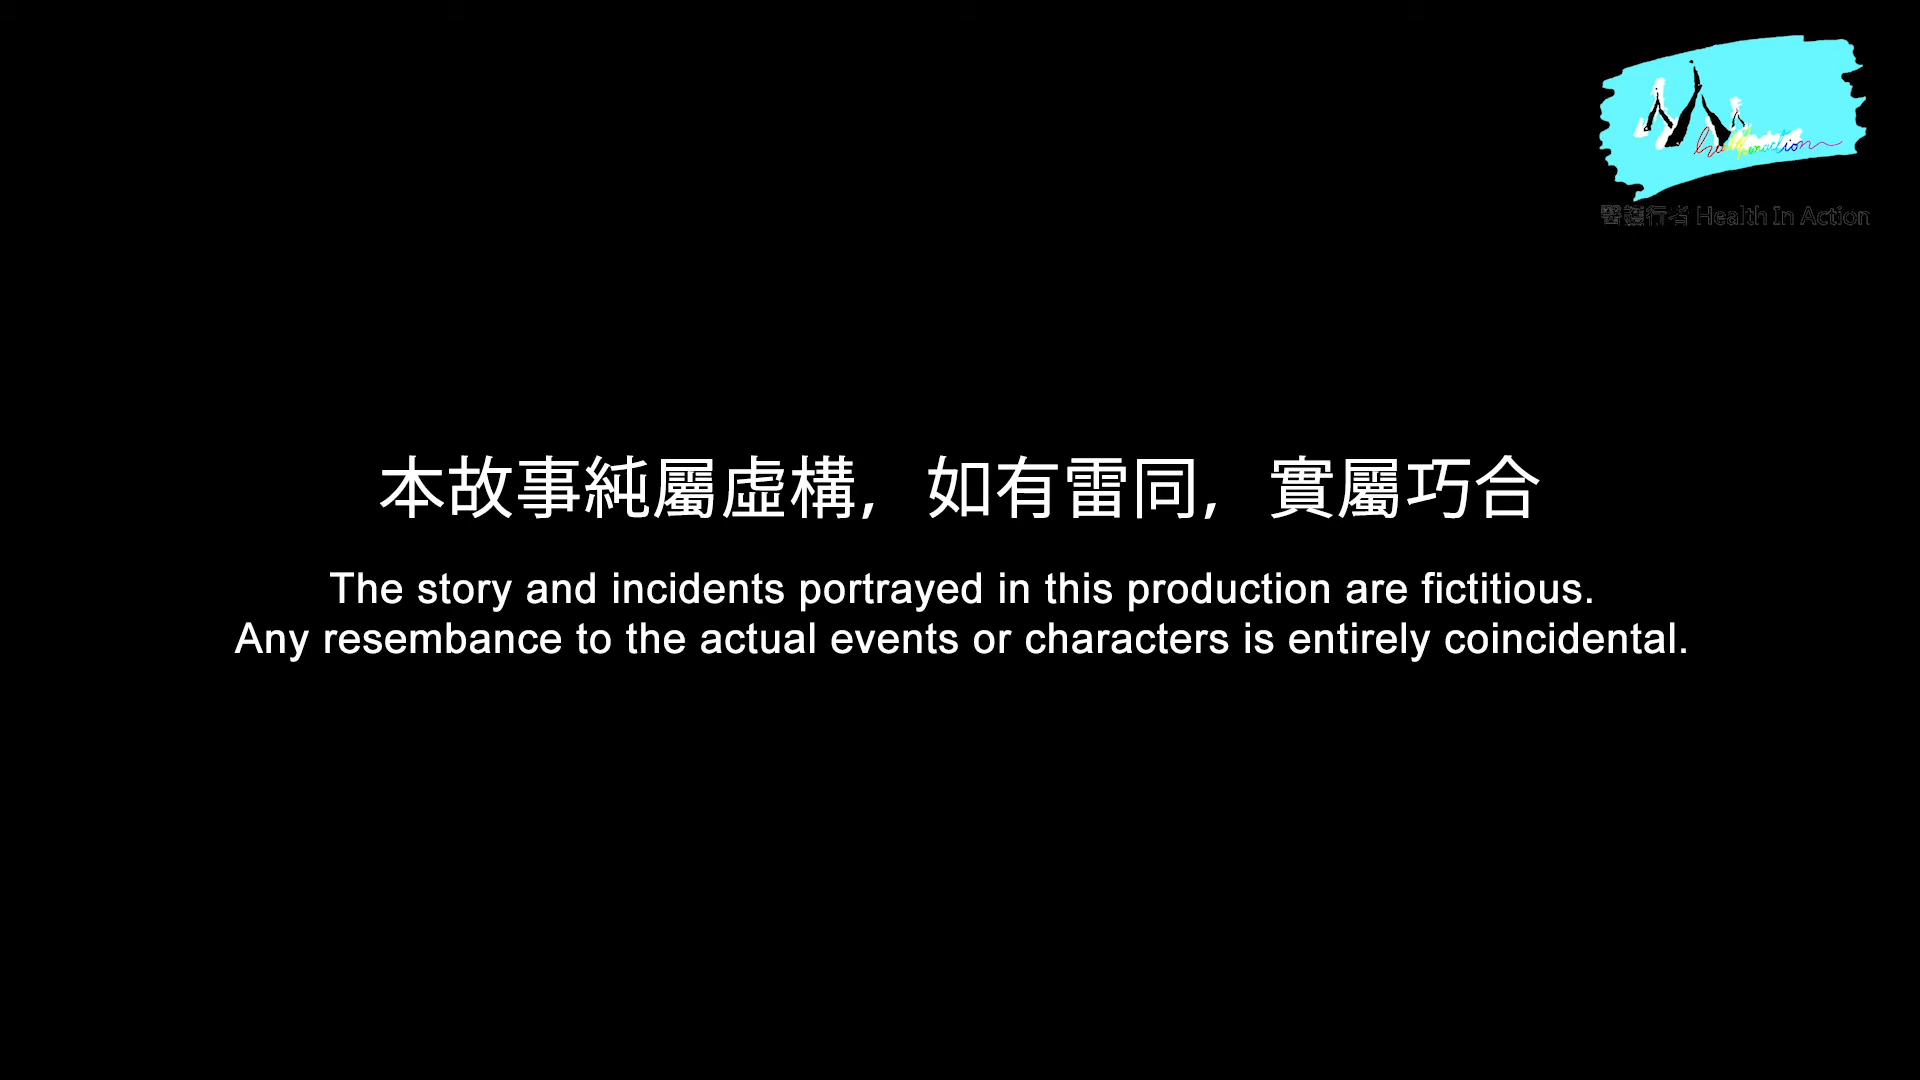 healthinaction
醫護行者 Health In Action
本故事純屬虛構，如有雷同，實屬巧合
The story and incidents portrayed in this production are fictitious.
Any resembance to the actual events or characters is entirely coincidental.